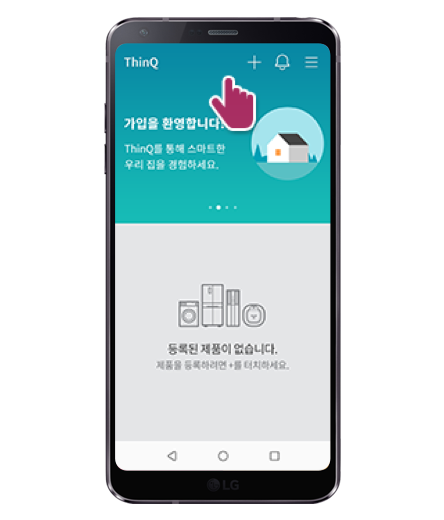 ThinQ
가입을 환영합니다!
ThinQ를 통해 스마트한
우리 집을 경험하세요.
등록된 제품이 없습니다.
제품을 등록하려면 +를 터치하세요.
LG